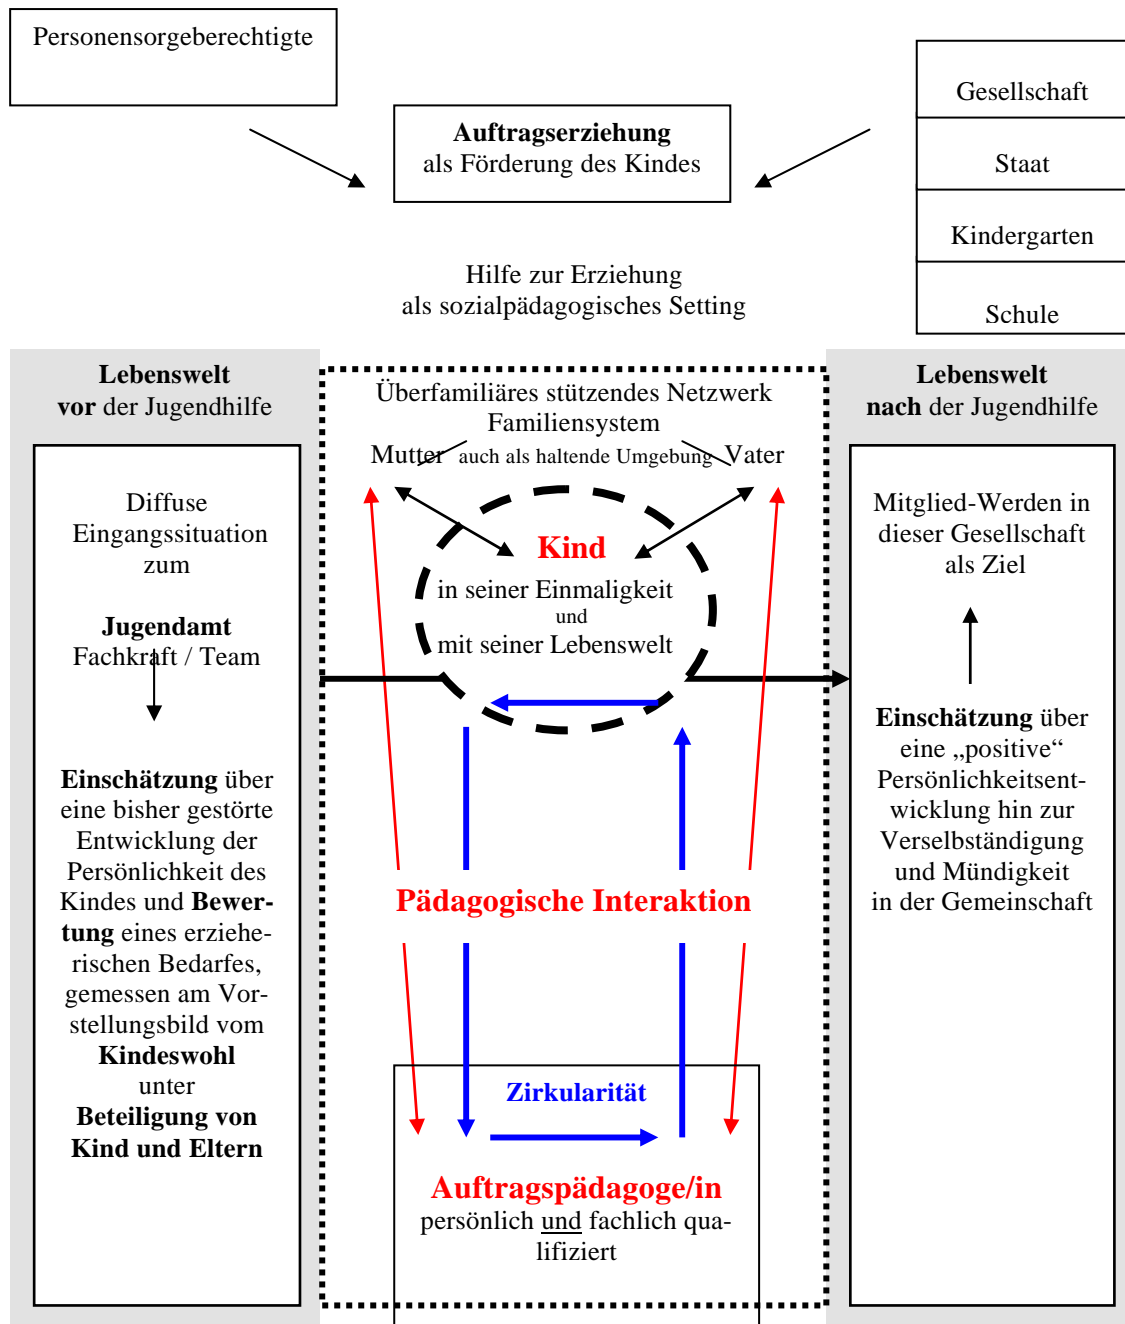 Personensorgeberechtigte
Auftragserziehung
als Förderung des Kindes
Gesellschaft
Staat
Kindergarten
Schule
Hilfe zur Erziehung
als sozialpädagogisches Setting
Lebenswelt
vor der Jugendhilfe
Diffuse
Eingangssituation
zum
Jugendamt
Fachkraft / Team
Einschätzung über
eine bisher gestörte
Entwicklung der
Persönlichkeit des
Kindes und Bewer-
tung eines erziehe-
rischen Bedarfes,
gemessen am Vor-
stellungsbild vom
Kindeswohl
unter
Beteiligung von
Kind und Eltern
Überfamiliäres stützendes Netzwerk
Familiensystem
Mutter auch als haltende Umgebung Vater
Kind
in seiner Einmaligkeit
und
mit seiner Lebenswelt
Pädagogische Interaktion
Zirkularität
Auftragspädagoge/in
persönlich und fachlich qua-
lifiziert
Lebenswelt
nach der Jugendhilfe
Mitglied-Werden in
dieser Gesellschaft
als Ziel
Einschätzung über
eine „positive“
Persönlichkeitsent-
wicklung hin zur
Verselbständigung
und Mündigkeit
in der Gemeinschaft